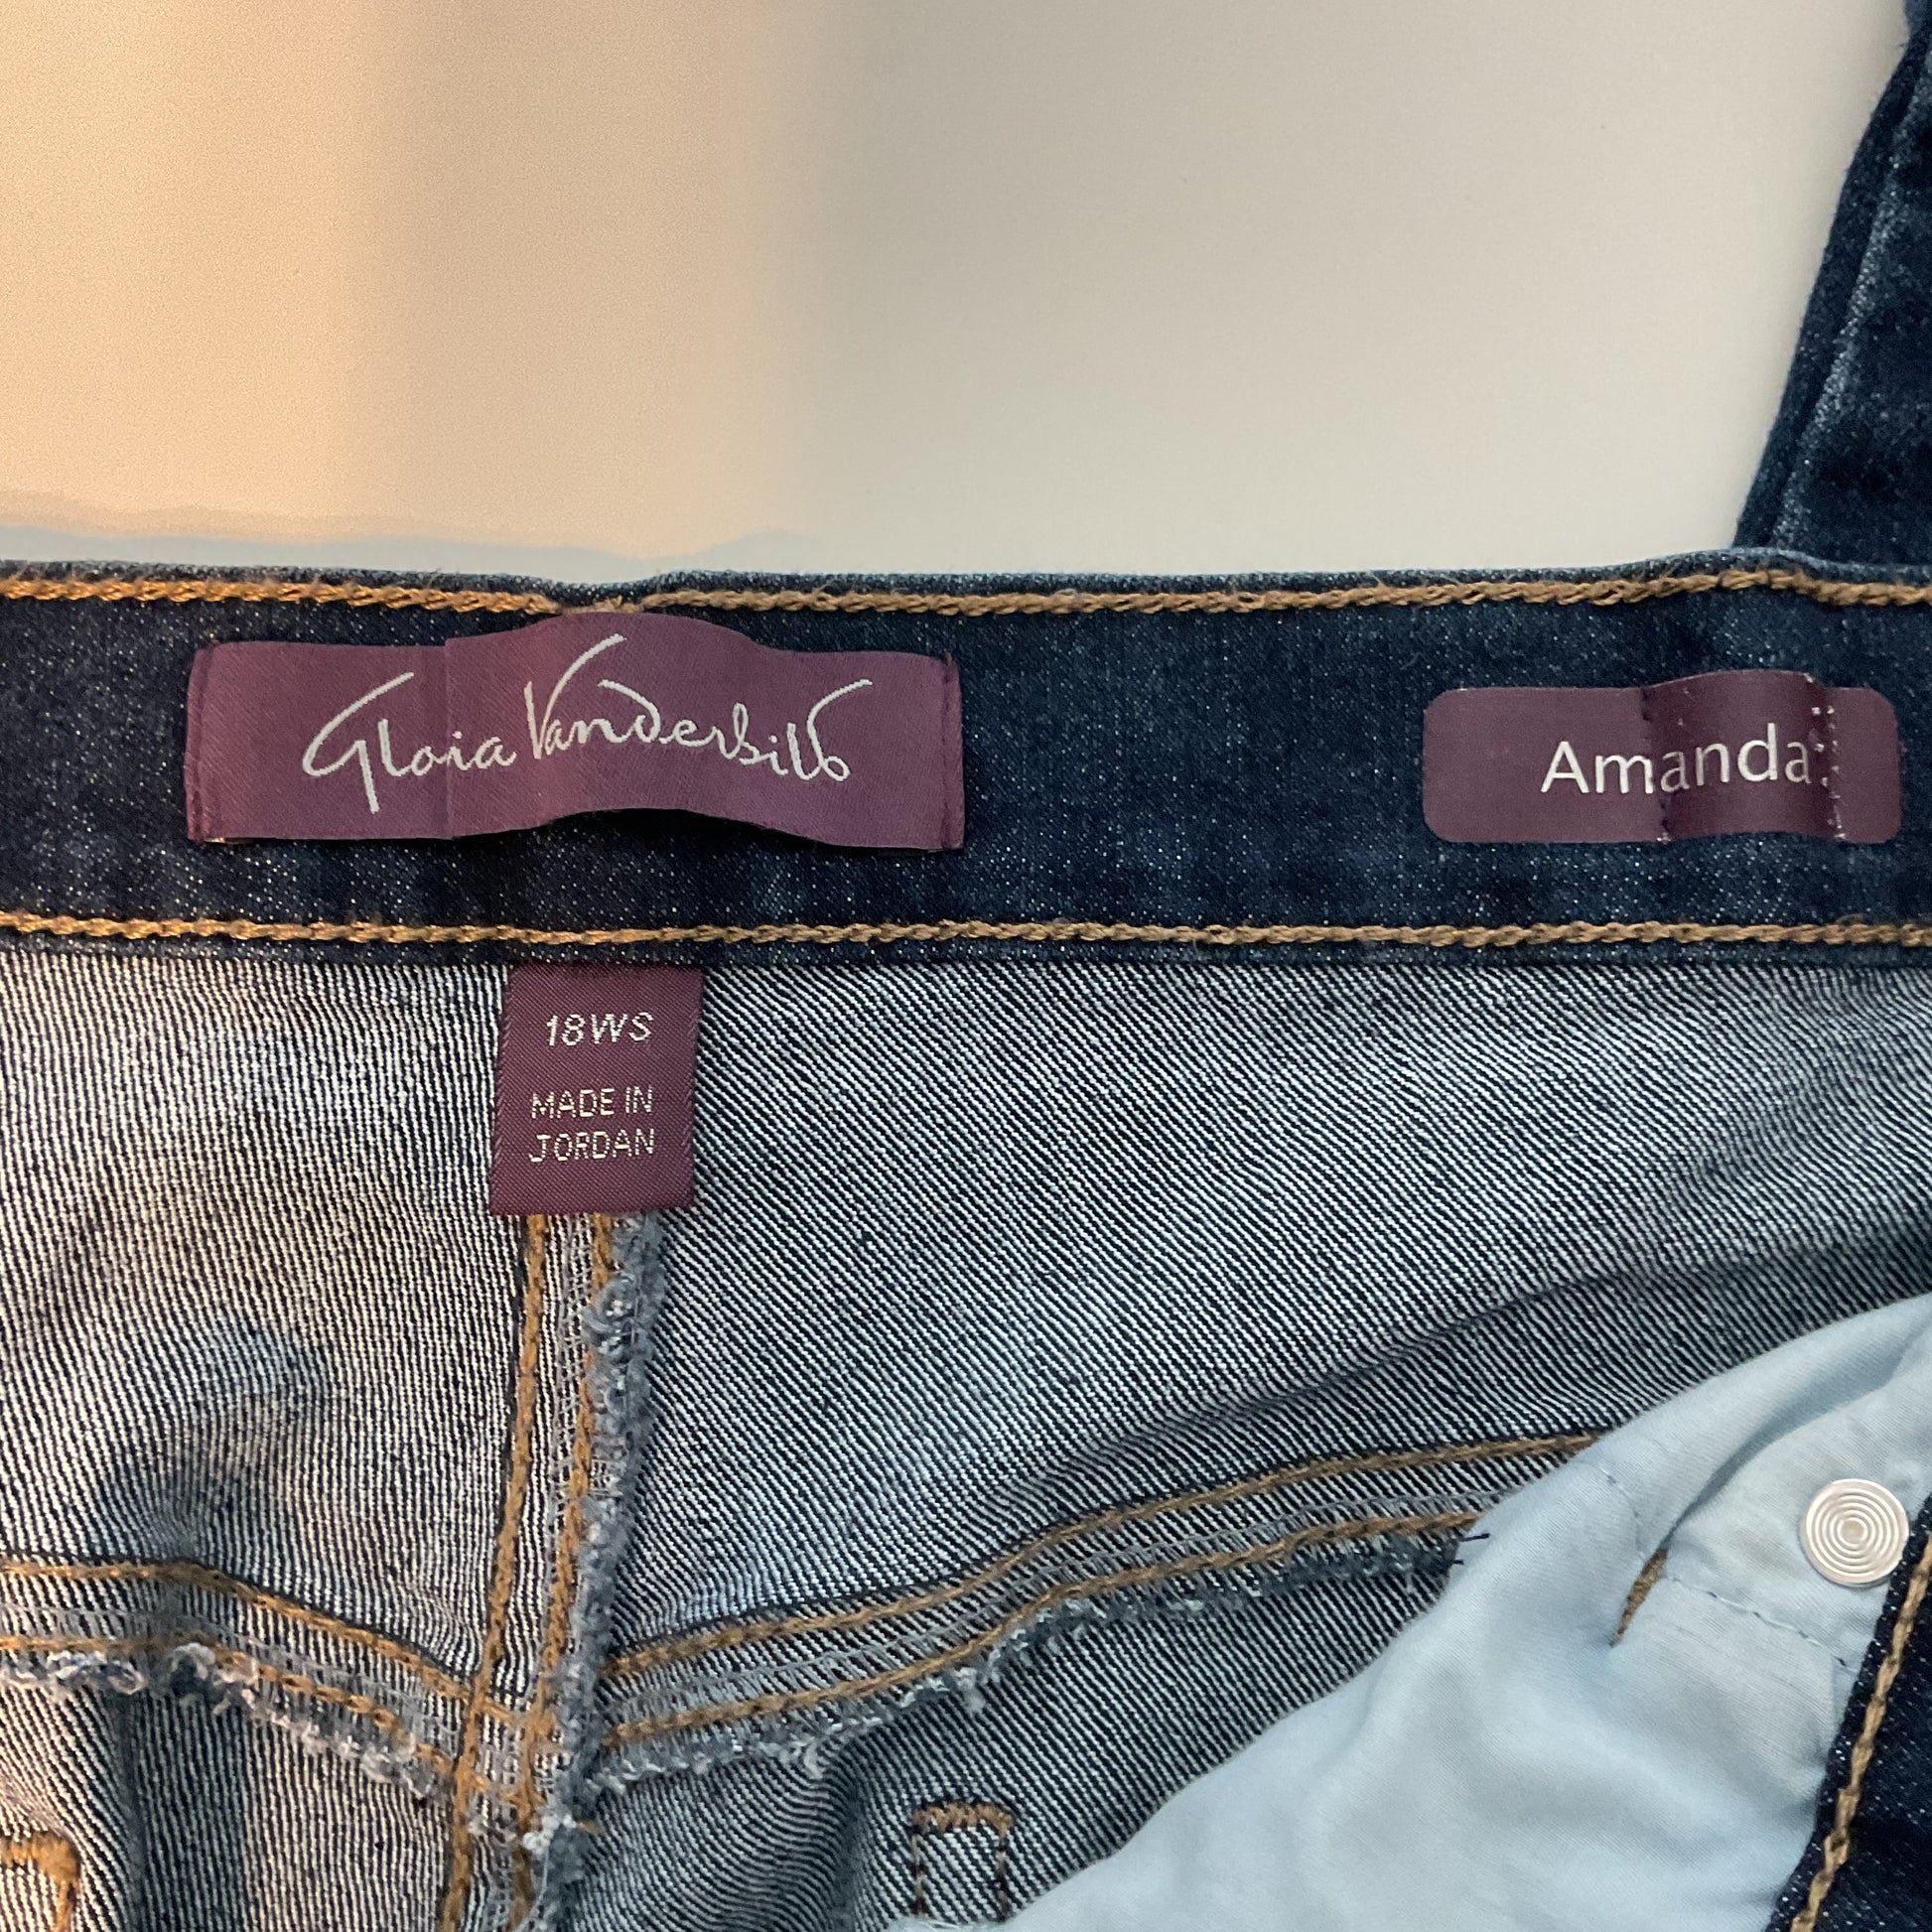 Gloria Vanderbilt
Amanda
18WS
MADE IN
JORDAN